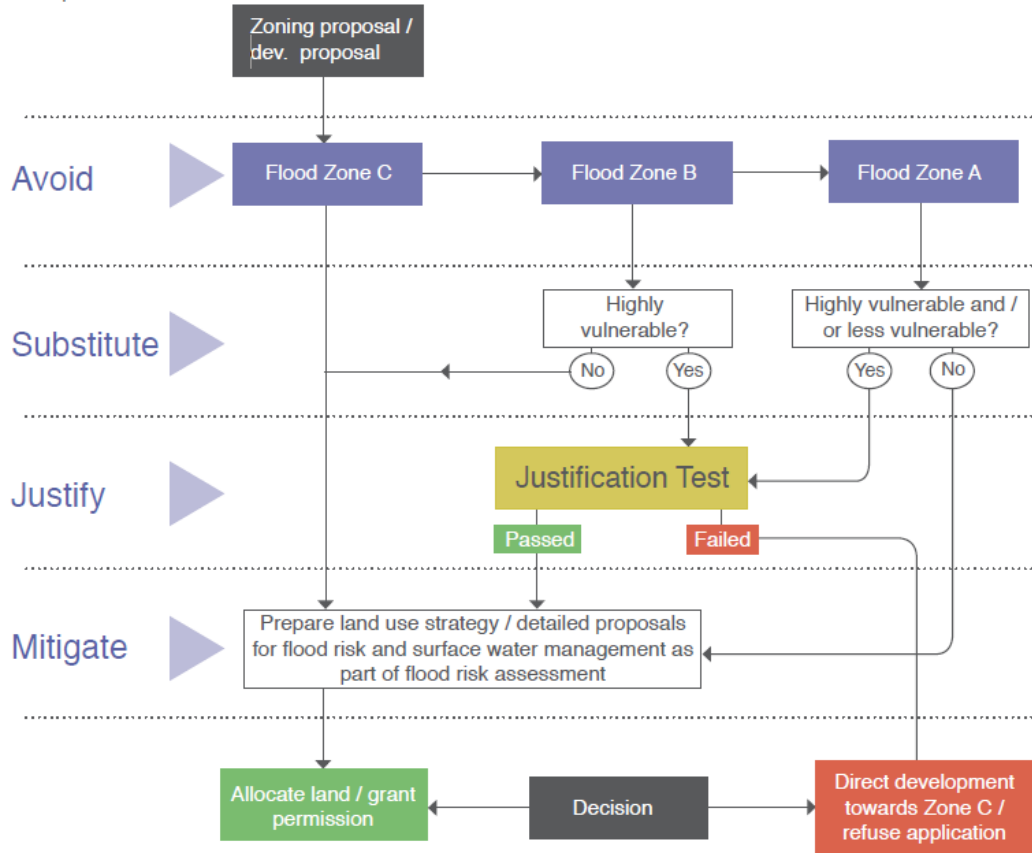 Zoning proposal /
dev. proposal
Avoid
Flood Zone C
Flood Zone B
Flood Zone A
Substitute
Highly
vulnerable?
Highly vulnerable and /
or less vulnerable?
No
Yes
Yes
No
Justify
Justification Test
Passed
Failed
Mitigate
Prepare land use strategy / detailed proposals
for flood risk and surface water management as
part of flood risk assessment
Allocate land / grant
permission
Decision
Direct development
towards Zone C /
refuse application